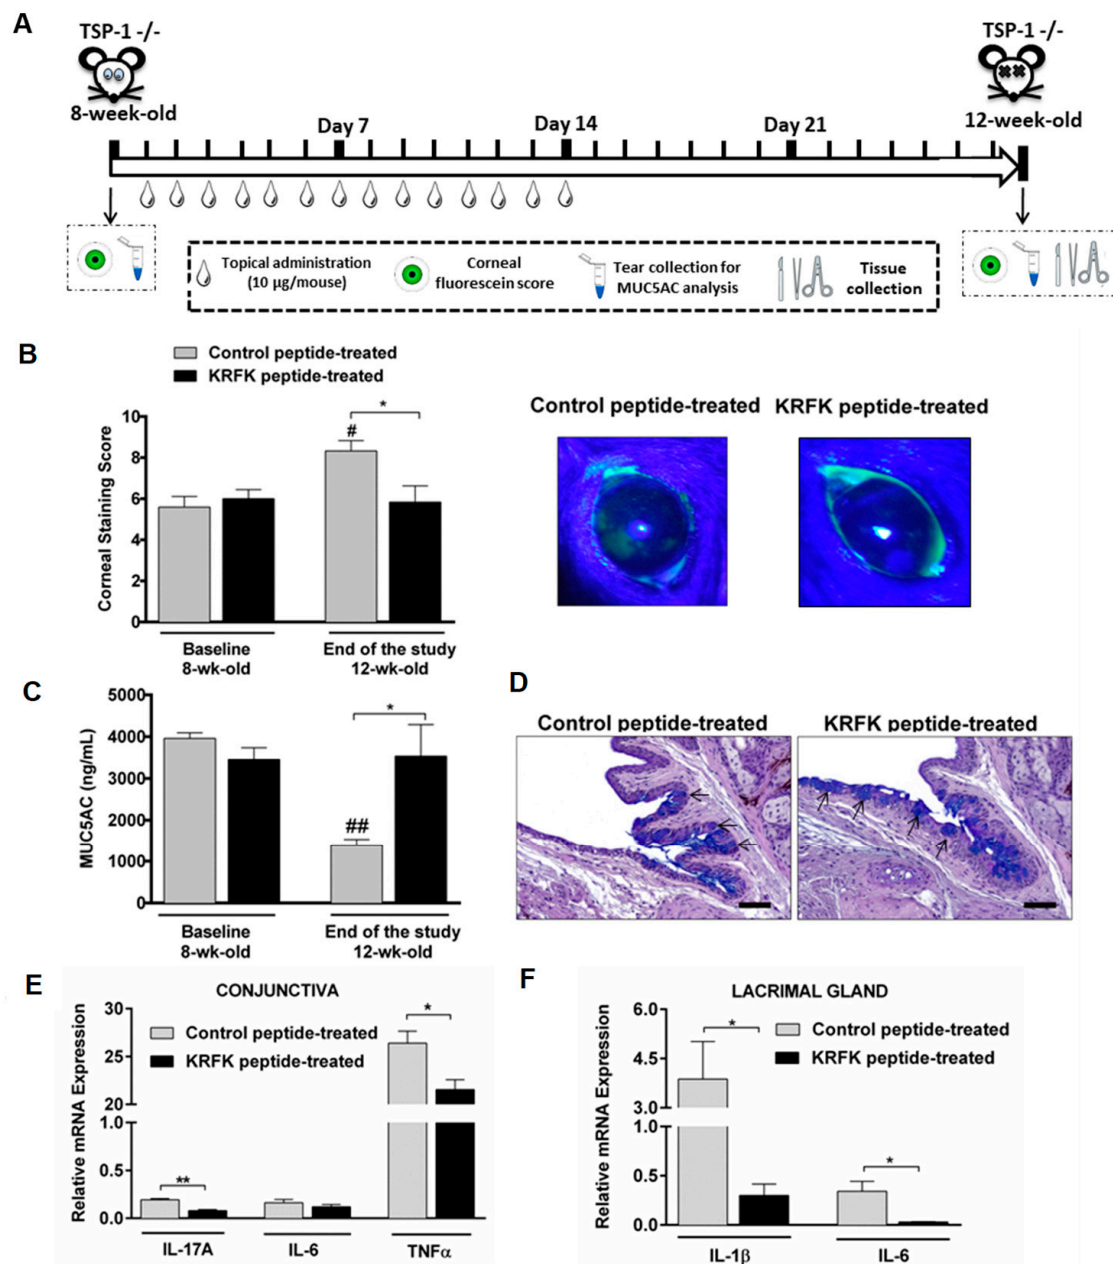 A
TSP-1 -/-
8-week-old
TSP-1 -/-
12-week-old
Day 7
Day 14
Day 21
Topical administration
(10 µg/mouse)
Corneal
fluorescein score
Tear collection for
MUC5AC analysis
Tissue
collection
B
Control peptide-treated
KRFK peptide-treated
Corneal Staining Score
10
8
6
4
2
0
#
*
Baseline
8-wk-old
End of the study
12-wk-old
Control peptide-treated
KRFK peptide-treated
C
MUC5AC (ng/mL)
5000
4000
3000
2000
1000
0
##
*
Baseline
8-wk-old
End of the study
12-wk-old
D
Control peptide-treated
KRFK peptide-treated
E
CONJUNCTIVA
Control peptide-treated
KRFK peptide-treated
Relative mRNA Expression
30
25
20
1.0
0.5
0.0
**
*
IL-17A
IL-6
TNFα
F
LACRIMAL GLAND
Control peptide-treated
KRFK peptide-treated
Relative mRNA Expression
6.0
4.5
3.0
1.0
0.5
0.0
*
*
IL-1β
IL-6